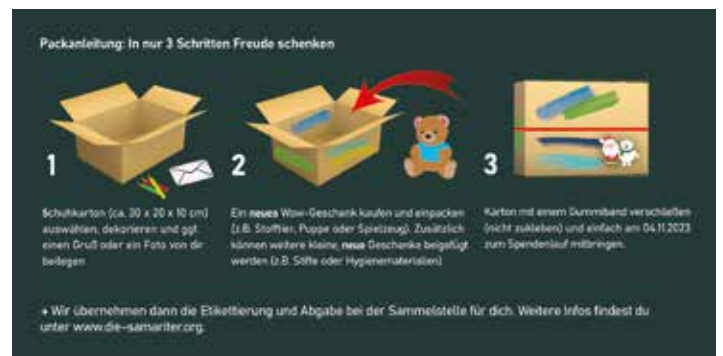 Packanleitung: In nur 3 Schritten Freude schenken
1
Schuhkarton (ca. 30 x 20 x 10 cm)
auswählen, dekorieren und ggf.
einen Gruß oder ein Foto von dir
beilegen
2
Ein neues Wow-Geschenk kaufen und einpacken
(z.B. Stofftier, Puppe oder Spielzeug). Zusätzlich
können weitere kleine, neue Geschenke beigefügt
werden (z.B. Stifte oder Hygienematerialien)
3
Karton mit einem Gummiband verschließen
(nicht zukleben) und einfach am 04.11.2023
zum Spendenlauf mitbringen.
→ Wir übernehmen dann die Etikettierung und Abgabe bei der Sammelstelle für dich. Weitere Infos findest du
unter www.die-samariter.org.